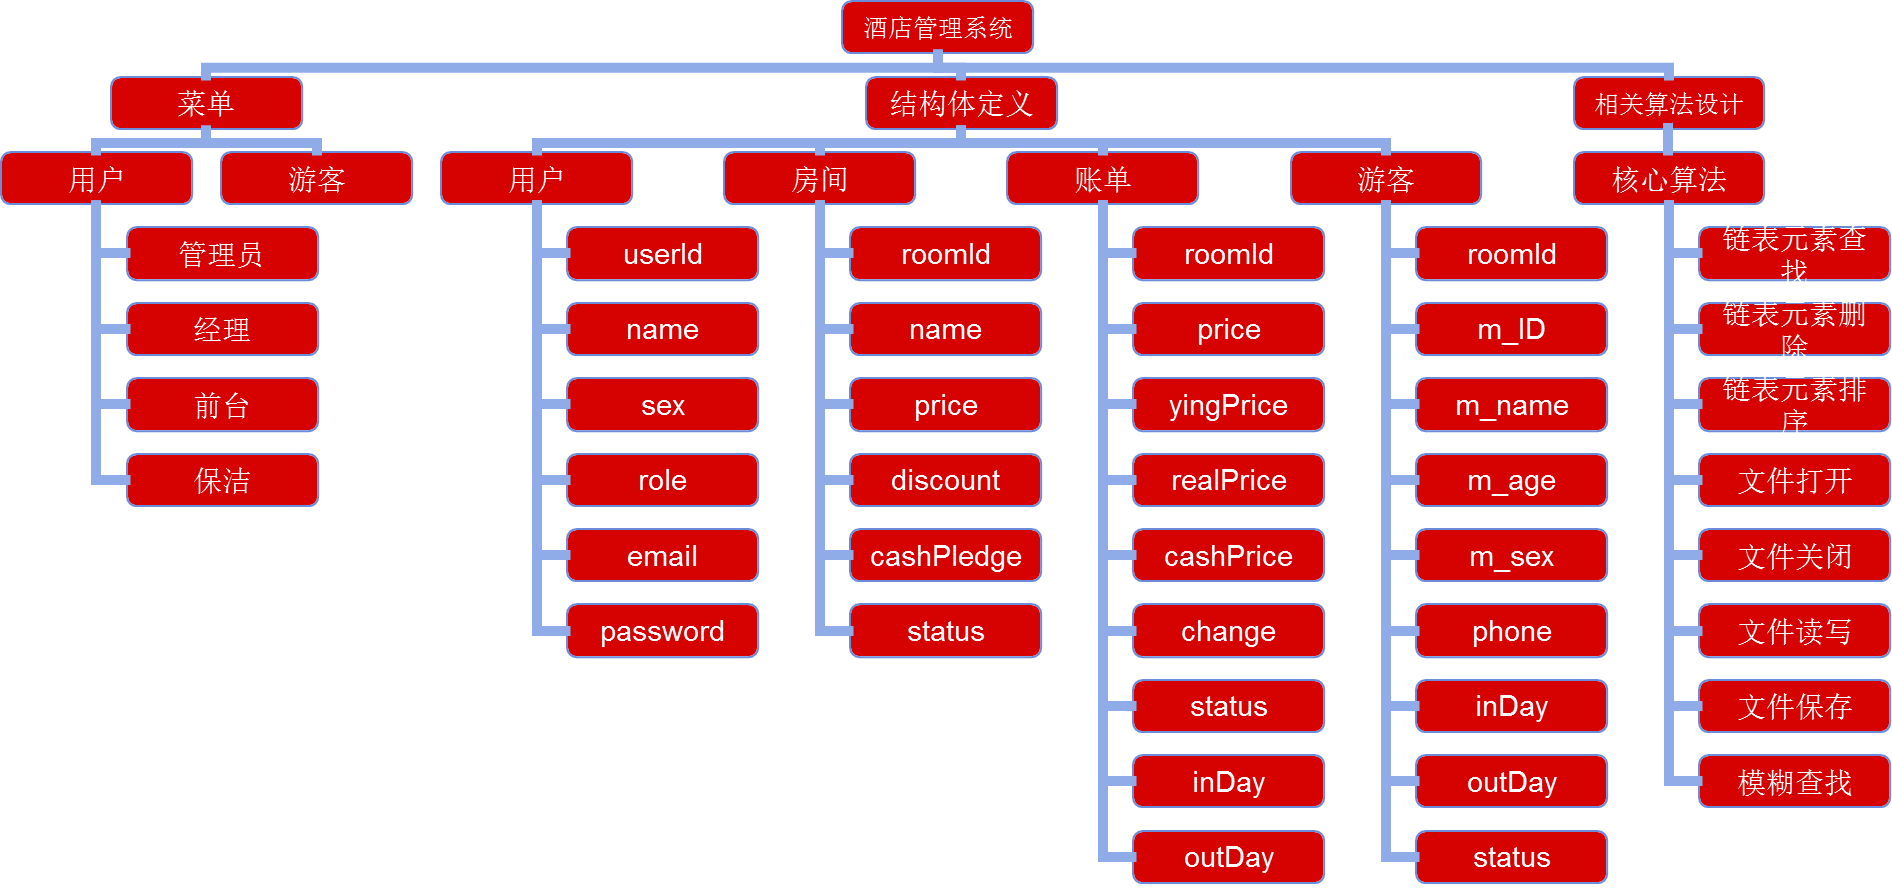 酒店管理系统
菜单
结构体定义
相关算法设计
用户
游客
用户
房间
账单
游客
核心算法
管理员
userId
roomId
roomId
roomId
链表元素查
找
经理
name
name
price
m_ID
链表元素删
除
前台
sex
price
yingPrice
m_name
链表元素排
序
保洁
role
discount
realPrice
m_age
文件打开
email
cashPledge
cashPrice
m_sex
文件关闭
password
status
change
phone
文件读写
status
inDay
文件保存
inDay
outDay
模糊查找
outDay
status